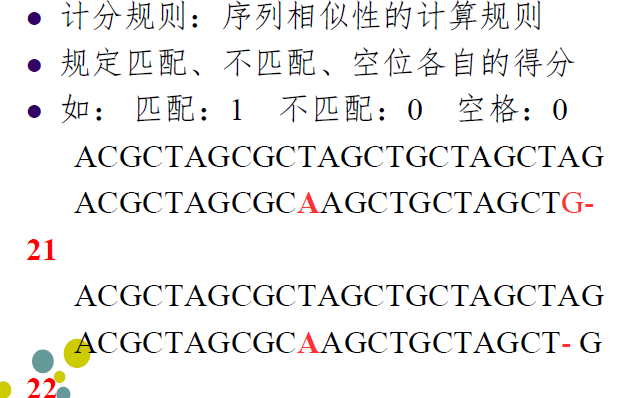 ● 计分规则：序列相似性的计算规则
● 规定匹配、不匹配、空位各自的得分
● 如： 匹配：1 不匹配：0 空格：0
ACGCTAGCGCTAGCTGCTAGCTAG
ACGCTAGCGCAAGCTGCTAGCTG-
21
ACGCTAGCGCTAGCTGCTAGCTAG
ACGCTAGCGCAAGCTGCTAGCT- G
22